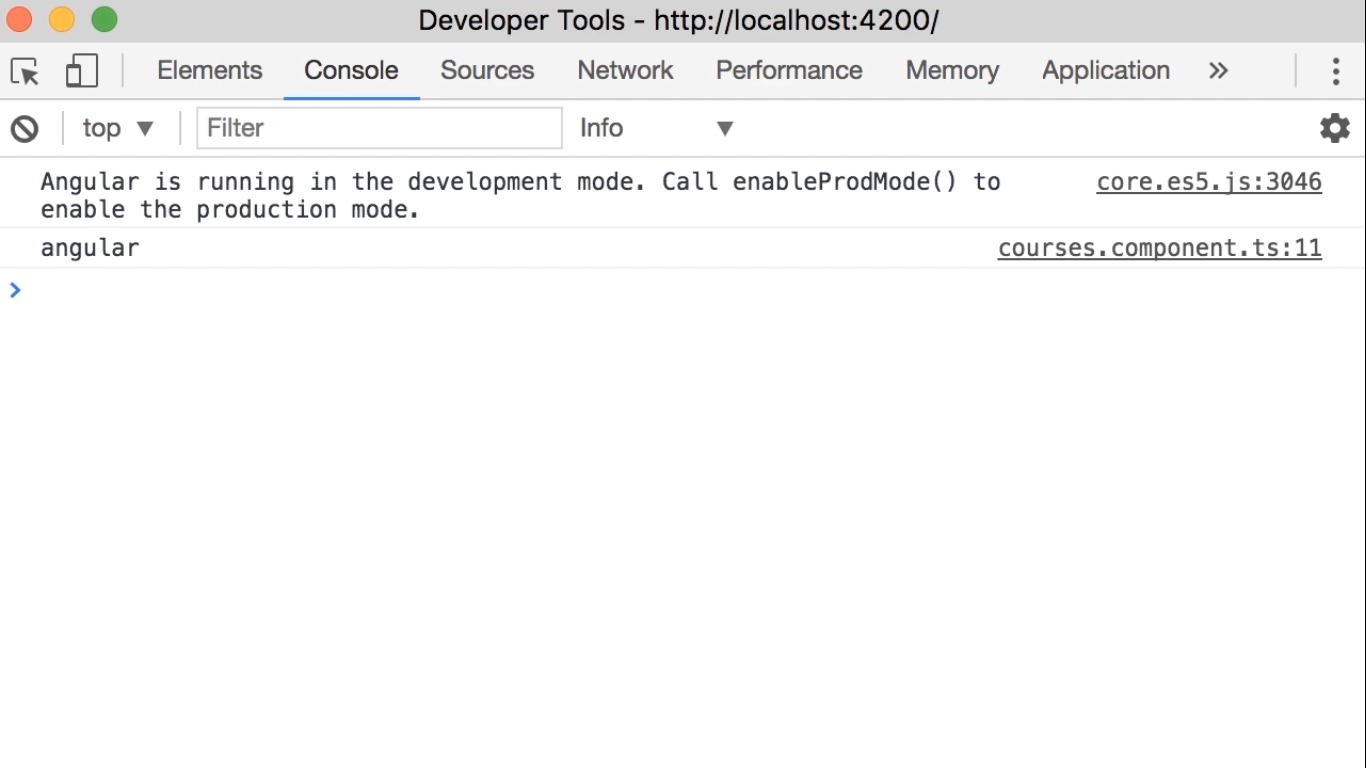 Developer Tools - http://localhost:4200/
Elements Console Sources Network Performance Memory Application
top Filter Info
Angular is running in the development mode. Call enableProdMode() to core.es5.js:3046
enable the production mode.
angular courses.component.ts:11